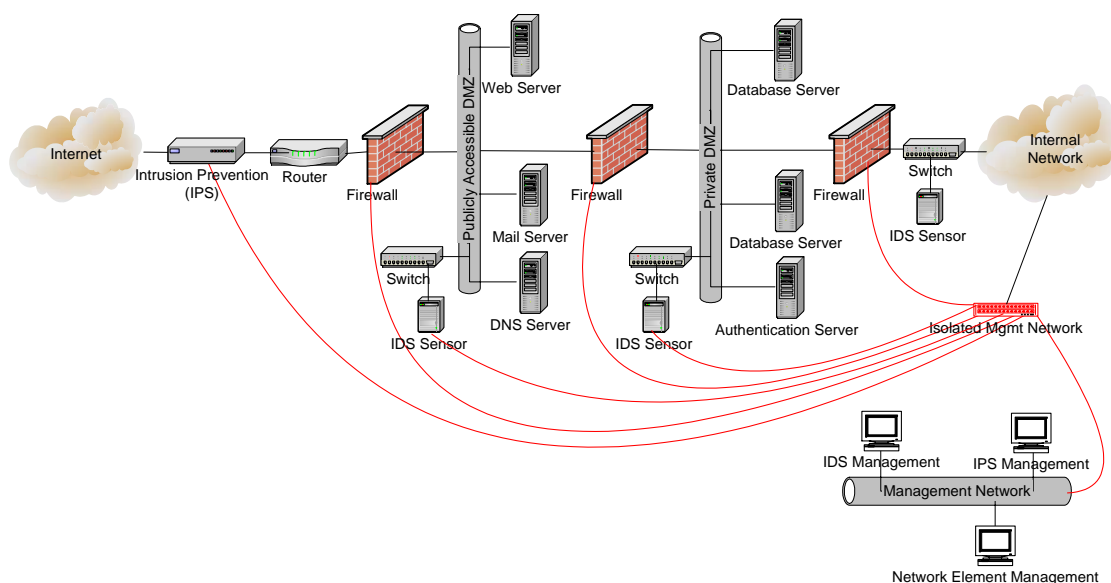 Web Server
Database Server
Publicly Accessible DMZ
Private DMZ
Internet
Intrusion Prevention
(IPS)
Router
Firewall
Firewall
Firewall
Switch
Internal
Network
IDS Sensor
Mail Server
Database Server
Switch
Switch
DNS Server
IDS Sensor
IDS Sensor
Authentication Server
Isolated Mgmt Network
IDS Management
IPS Management
Management Network
Network Element Management